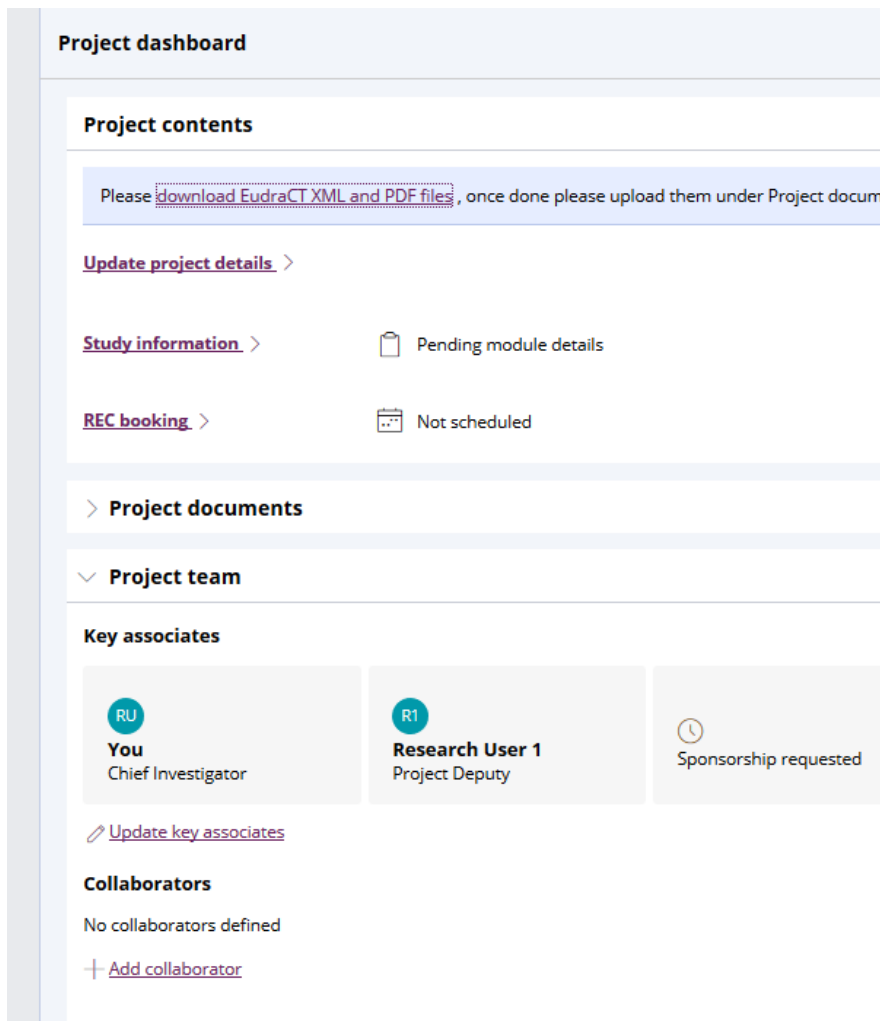 Project dashboard
Project contents
Please download EudraCT XML and PDF files , once done please upload them under Project docum
Update project details
Study information
Pending module details
REC booking
Not scheduled
Project documents
Project team
Key associates
RU
You
Chief Investigator
R1
Research User 1
Project Deputy
Sponsorship requested
Update key associates
Collaborators
No collaborators defined
Add collaborator